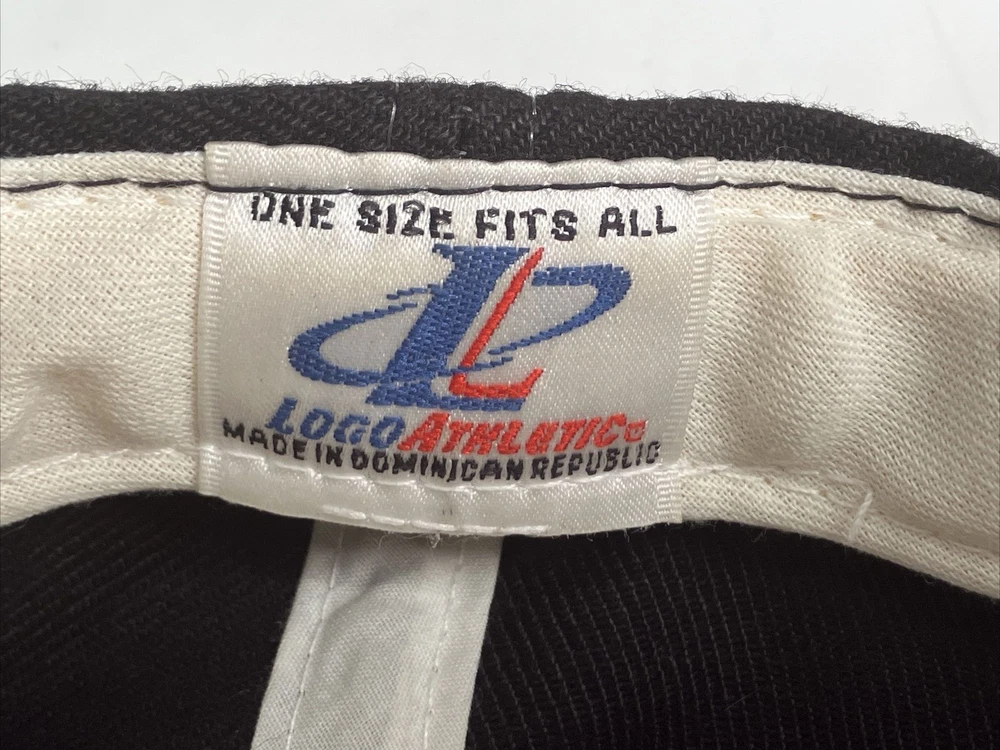 ONE SIZE FITS ALL
LOGO ATHLETIC
MADE IN DOMINICAN REPUBLIC